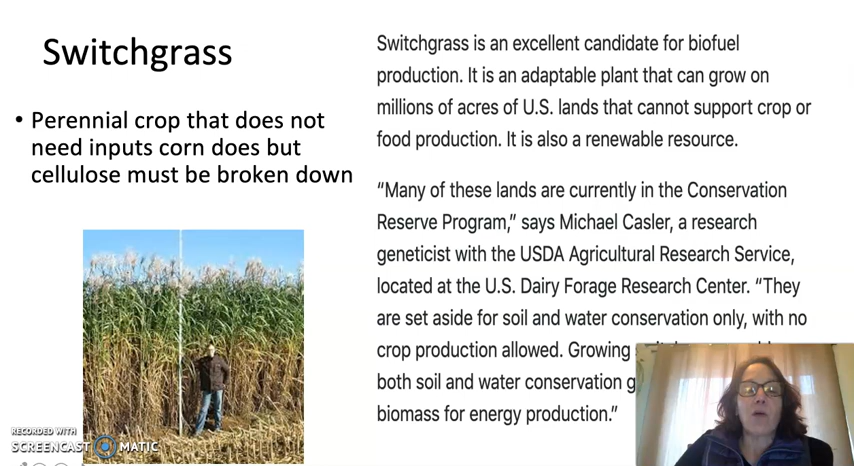 Switchgrass
• Perennial crop that does not
need inputs corn does but
cellulose must be broken down
Switchgrass is an excellent candidate for biofuel
production. It is an adaptable plant that can grow on
millions of acres of U.S. lands that cannot support crop or
food production. It is also a renewable resource.
“Many of these lands are currently in the Conservation
Reserve Program,” says Michael Casler, a research
geneticist with the USDA Agricultural Research Service,
located at the U.S. Dairy Forage Research Center. “They
are set aside for soil and water conservation only, with no
crop production allowed. Growing
both soil and water conservation g
biomass for energy production.”
RECORDED WITH
SCREENCAST MATIC